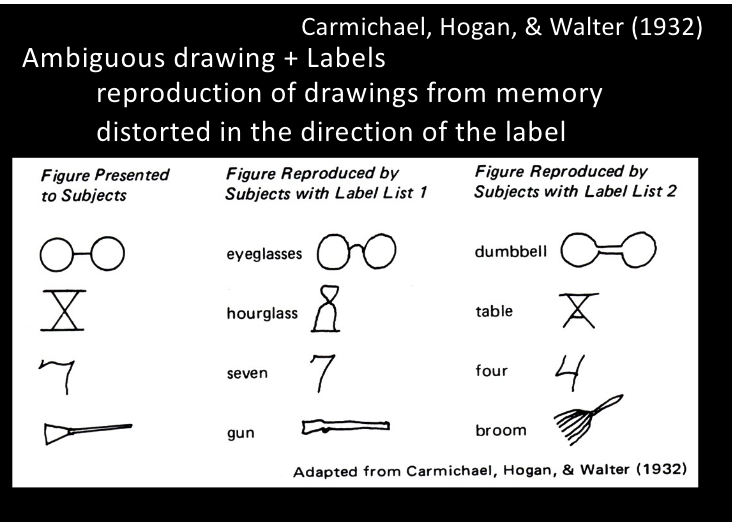 Carmichael, Hogan, & Walter (1932)
Ambiguous drawing + Labels
reproduction of drawings from memory
distorted in the direction of the label
Figure Presented
to Subjects
Figure Reproduced by
Subjects with Label List 1
Figure Reproduced by
Subjects with Label List 2
eyeglasses
dumbbell
hourglass
table
seven
7
four
4
gun
broom
Adapted from Carmichael, Hogan, & Walter (1932)